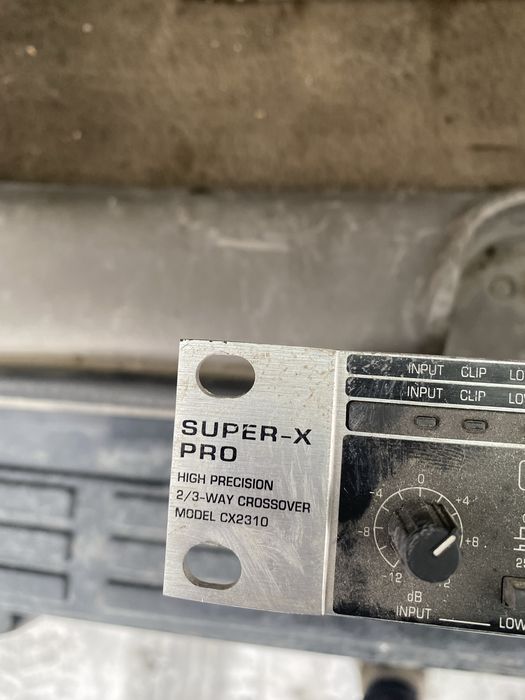 SUPER-X
PRO
HIGH PRECISION
2/3-WAY CROSSOVER
MODEL CX2310
INPUT CLIP
INPUT CLIP
0
-4 +4
-8 +8
-12
dB
INPUT
LOW